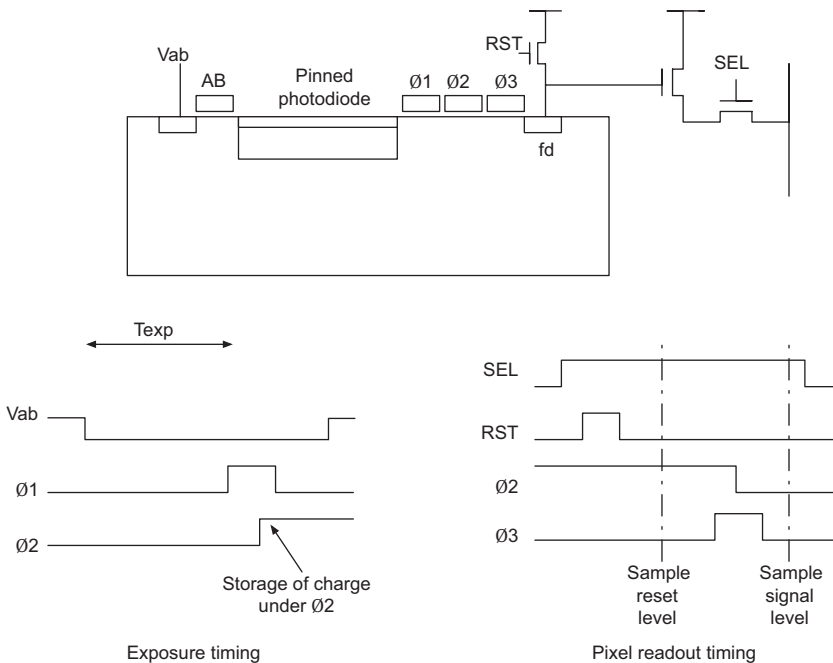 RST
SEL
Vab
AB
Pinned
photodiode
Ø1
Ø2
Ø3
fd
Texp
Vab
Ø1
Ø2
Storage of charge
under Ø2
Exposure timing
SEL
RST
Ø2
Ø3
Sample
reset
level
Sample
signal
level
Pixel readout timing